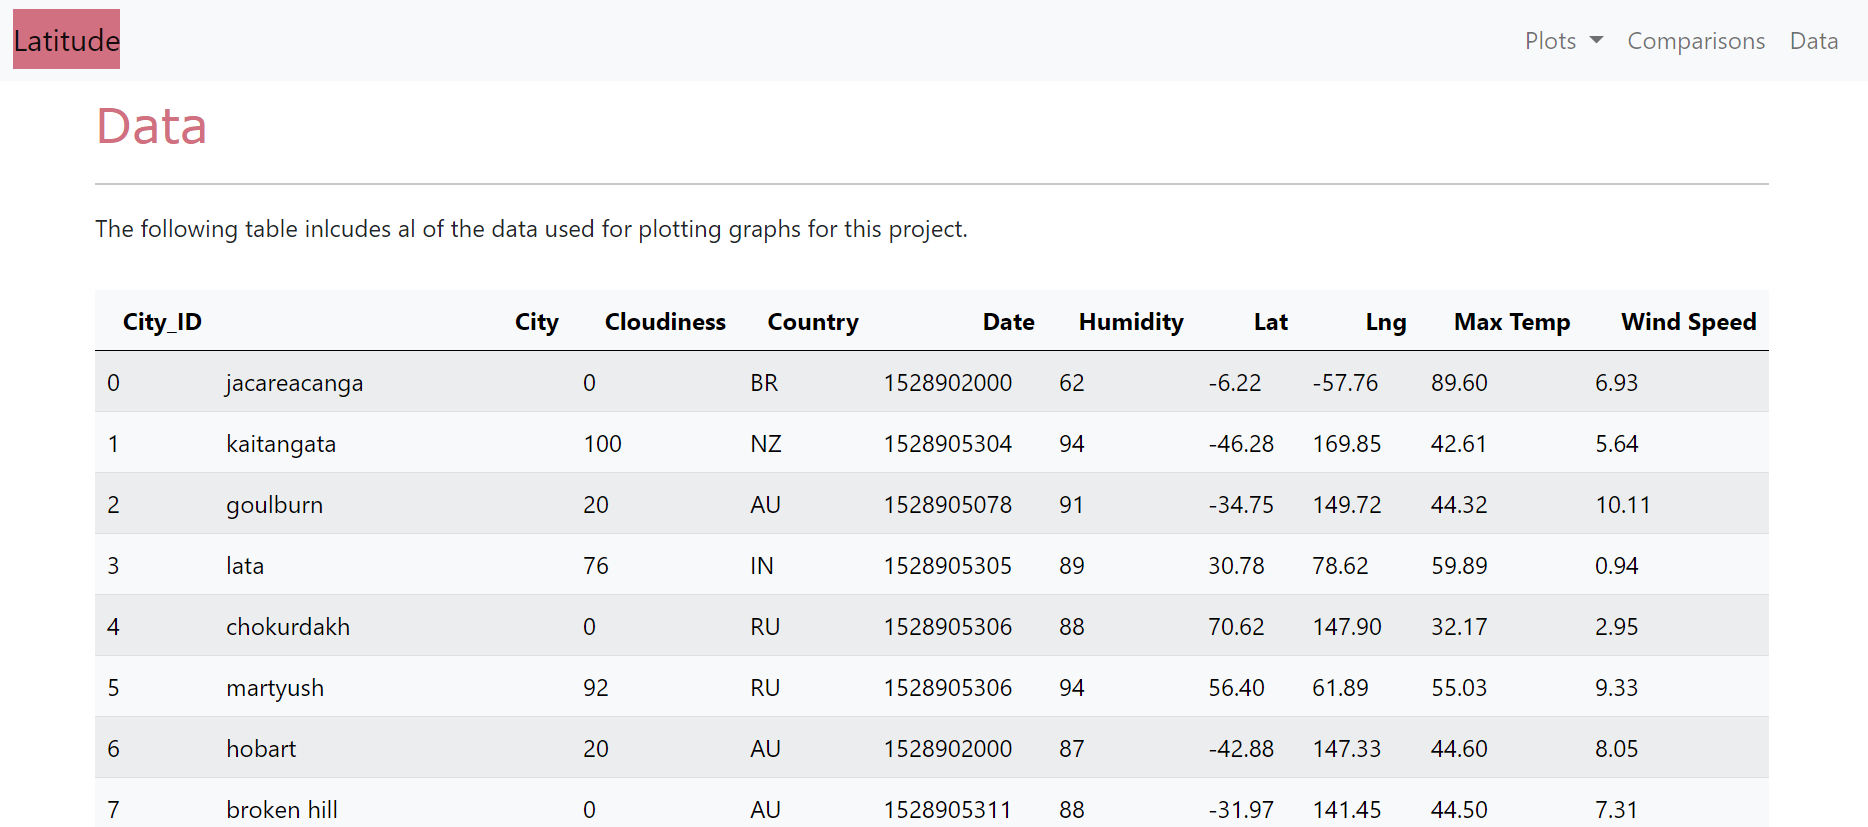 Latitude Plots Comparisons Data
Data
The following table inlcudes al of the data used for plotting graphs for this project.
City_ID City Cloudiness Country Date Humidity Lat Lng Max Temp Wind Speed
0 jacareacanga 0 BR 1528902000 62 -6.22 -57.76 89.60 6.93
1 kaitangata 100 NZ 1528905304 94 -46.28 169.85 42.61 5.64
2 goulburn 20 AU 1528905078 91 -34.75 149.72 44.32 10.11
3 lata 76 IN 1528905305 89 30.78 78.62 59.89 0.94
4 chokurdakh 0 RU 1528905306 88 70.62 147.90 32.17 2.95
5 martyush 92 RU 1528905306 94 56.40 61.89 55.03 9.33
6 hobart 20 AU 1528902000 87 -42.88 147.33 44.60 8.05
7 broken hill 0 AU 1528905311 88 -31.97 141.45 44.50 7.31